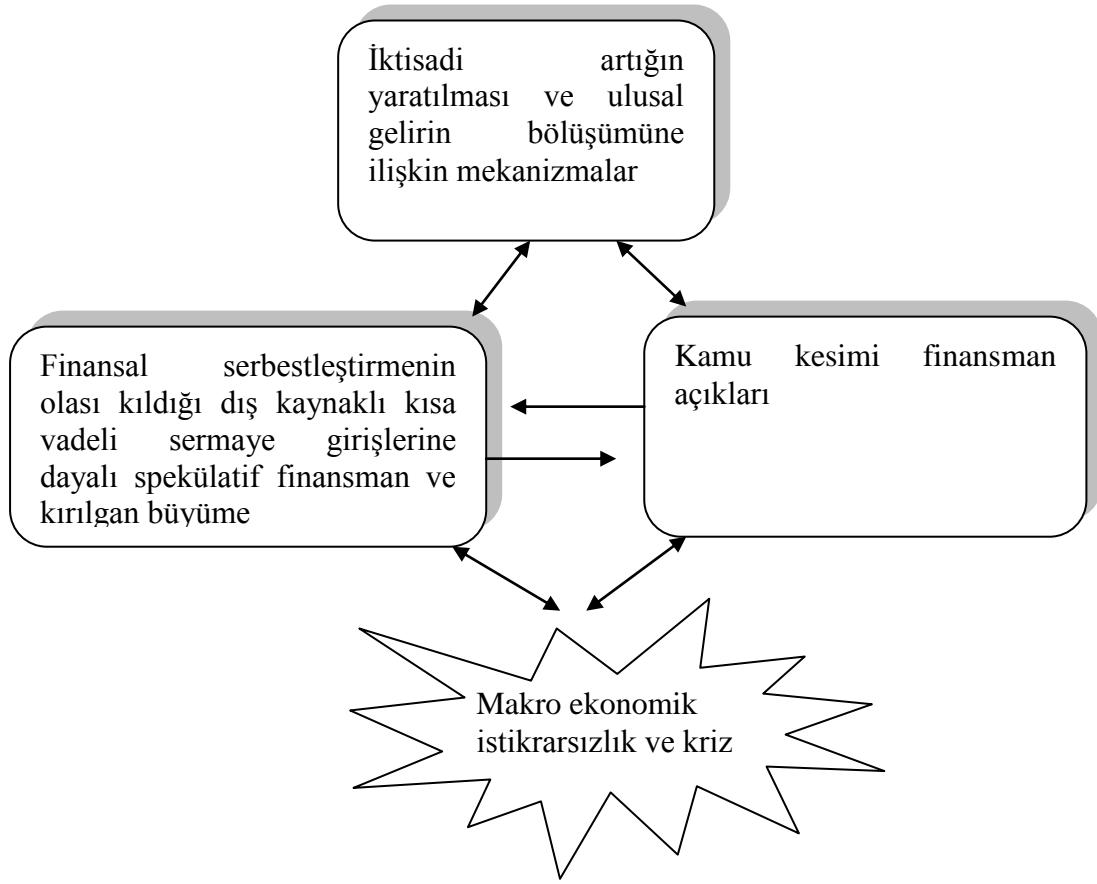 İktisadi artığın
yaratılması ve ulusal
gelirin bölüşümüne
ilişkin mekanizmalar
Finansal serbestleştirmenin
olası kıldığı dış kaynaklı kısa
vadeli sermaye girişlerine
dayalı spekülatif finansman ve
kırılgan büyüme
Kamu kesimi finansman
açıkları
Makro ekonomik
istikrarsızlık ve kriz